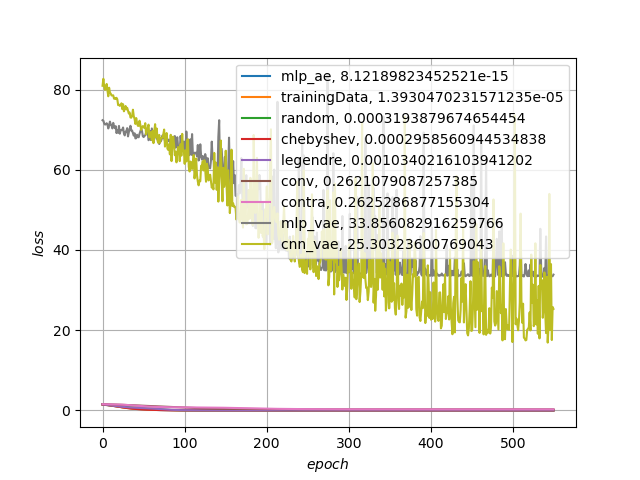 mlp_ae, 8.12189823452521e-15
trainingData, 1.3930470231571235e-05
random, 0.0003193879674654454
chebyshev, 0.0002958560944534838
legendre, 0.0010340216103941202
conv, 0.2621079087257385
contra, 0.2625286877155304
mlp_vae, 33.856082916259766
cnn_vae, 25.30323600769043
80
60
40
20
0
loss
0 100 200 300 400 500
epoch